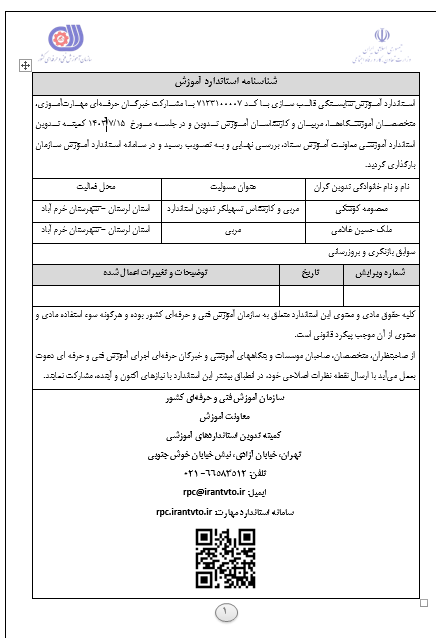 شناسنامه استاندارد آموزش
استاندارد آموزش شایستگی قالب سازی با کد ۷۱۲۳۱۰۰۰۰۷ با مشارکت خبرگان حرفه‌ای مهارت‌آموزی،
متخصصان آموزشگاه‌ها، مربیان و کارشناسان آموزش تدوین و در جلسه مورخ ۱۴۰۳/۷/۱۵ کمیته تدوین
استاندارد آموزشی معاونت آموزش ستاد، بررسی نهایی و به تصویب رسید و در سامانه استاندارد آموزش سازمان
بارگذاری گردید.
نام و نام خانوادگی تدوین گران عنوان مسئولیت محل فعالیت
معصومه کوشکی مربی و کارشناس تسهیلگر تدوین استاندارد استان لرستان –شهرستان خرم آباد
ملک حسین غلامی مربی استان لرستان –شهرستان خرم آباد
سوابق بازنگری و بروزرسانی
شماره ویرایش تاریخ توضیحات و تغییرات اعمال شده
کلیه حقوق مادی و معنوی این استاندارد متعلق به سازمان آموزش فنی و حرفه‌ای کشور بوده و هرگونه سوء استفاده مادی و
معنوی از آن موجب پیگرد قانونی است.
از صاحبنظران، متخصصان، صاحبان موسسات و بنگاههای آموزشی و خبرگان حرفه‌ای اجرای آموزش فنی و حرفه ای دعوت
بعمل می‌آید با ارسال نقطه نظرات اصلاحی خود، در انطباق بیشتر این استاندارد با نیازهای اکنون و آینده، مشارکت نمایند.
سازمان آموزش فنی و حرفه‌ای کشور
معاونت آموزش
کمیته تدوین استانداردهای آموزشی
تهران، خیابان آزادی، نبش خیابان خوش جنوبی
تلفن: ۶۶۵۸۳۵۱۲- ۰۲۱
ایمیل: rpc@irantvto.ir
سامانه استاندارد مهارت: rpc.irantvto.ir
۱